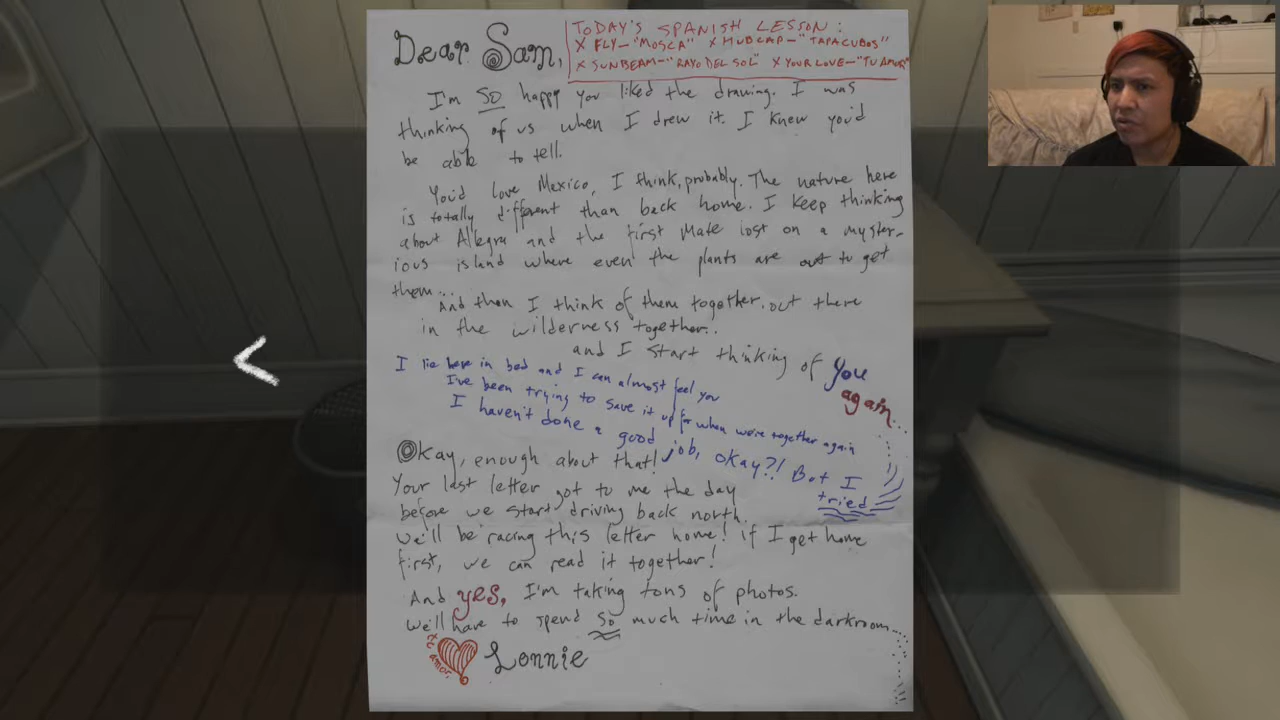 Dear Sam,
TODAY'S SPANISH LESSON:
x FLY-"MOSCA" x HUBCAP-"TAPACUBOS"
x SUNBEAM-"RAYO DEL SOL" x YOUR LOVE-"TU AMOR"
I'm SO happy you liked the drawing. I was
thinking of us when I drew it. I knew you'd
be able to tell.
You'd love Mexico, I think, probably. The nature here
is totally different than back home. I keep thinking
about Allegra and the First Mate lost on a myster-
ious island where even the plants are out to get
them...
And then I think of them together. out there
in the wilderness together..
and I start thinking of you
again.
I lie here in bed and I can almost feel you
I've been trying to save it up for when we're together again
I haven't done a good job, okay?! But I
tried
Okay, enough about that!
Your last letter got to me the day
before we start driving back north.
we'll be racing this letter home! if I get home
first, we can read it together!
And yes, I'm taking tons of photos.
We'll have to spend so much time in the darkroom...
Te amo.
Lonnie